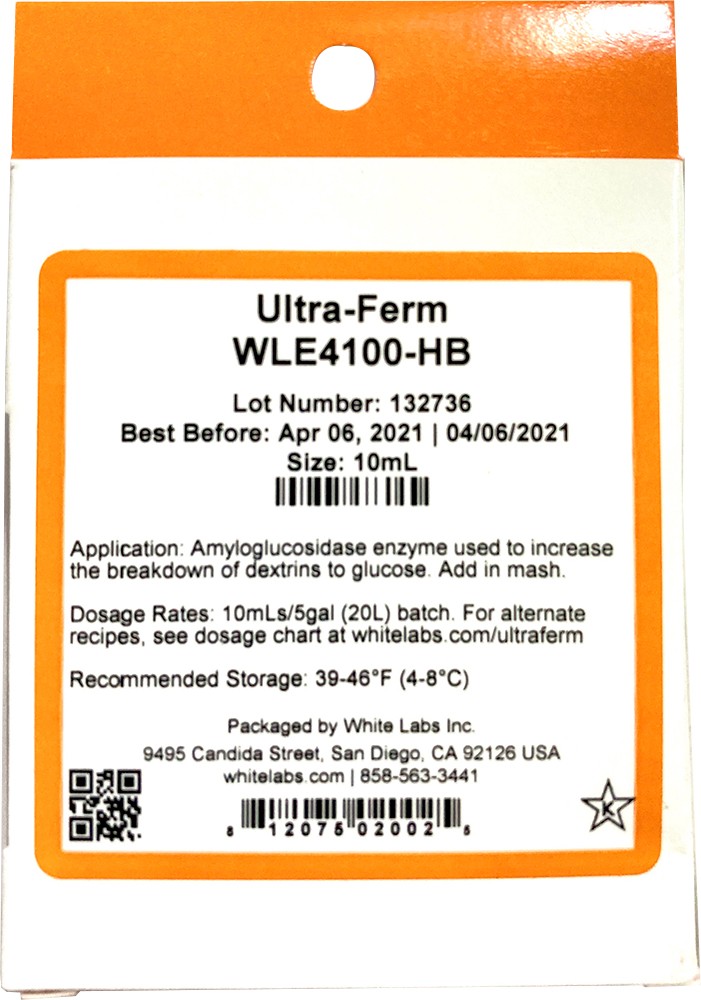 Ultra-Ferm
WLE4100-HB
Lot Number: 132736
Best Before: Apr 06, 2021 | 04/06/2021
Size: 10mL
Application: Amyloglucosidase enzyme used to increase
the breakdown of dextrins to glucose. Add in mash.
Dosage Rates: 10mLs/5gal (20L) batch. For alternate
recipes, see dosage chart at whitelabs.com/ultraferm
Recommended Storage: 39-46°F (4-8°C)
Packaged by White Labs Inc.
9495 Candida Street, San Diego, CA 92126 USA
whitelabs.com | 858-563-3441
8 12075 02002 5
K